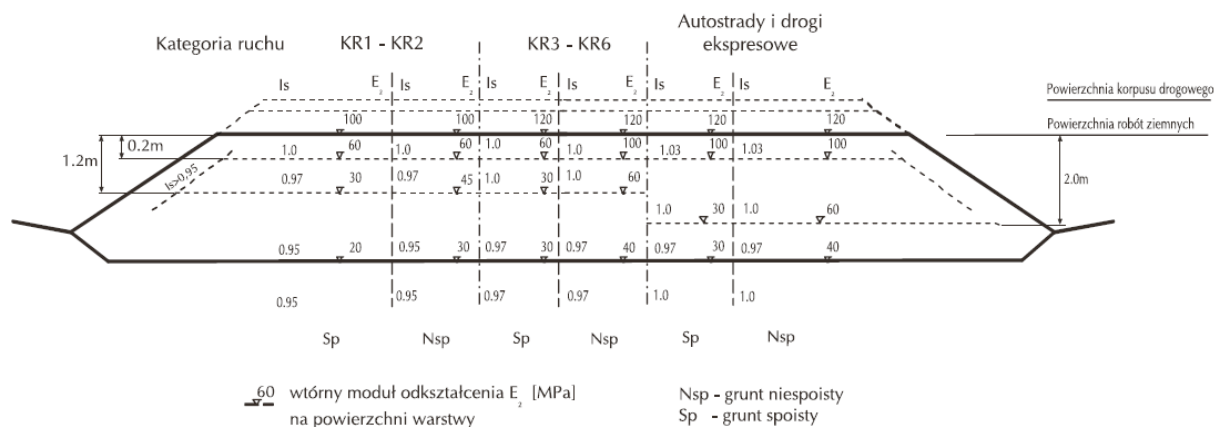 Kategoria ruchu KR1 - KR2 KR3 - KR6 Autostrady i drogi
ekspresowe
Is E₂ Is E₂ Is E₂ Is E₂ Is E₂ Is E₂
Powierzchnia korpusu drogowego
100 100 120 120 120 120
Powierzchnia robót ziemnych
1.2m 0.2m
1.0 60 1.0 60 1.0 60 1.0 100 1.03 100 1.03 100
Is>0,95
0.97 30 0.97 45 1.0 30 1.0 60
2.0m
1.0 30 1.0 60
0.95 20 0.95 30 0.97 30 0.97 40 0.97 30 0.97 40
0.95 0.95 0.97 0.97 1.0 1.0
Sp Nsp Sp Nsp Sp Nsp
60 wtórny moduł odkształcenia E₂ [MPa]
na powierzchni warstwy
Nsp - grunt niespoisty
Sp - grunt spoisty